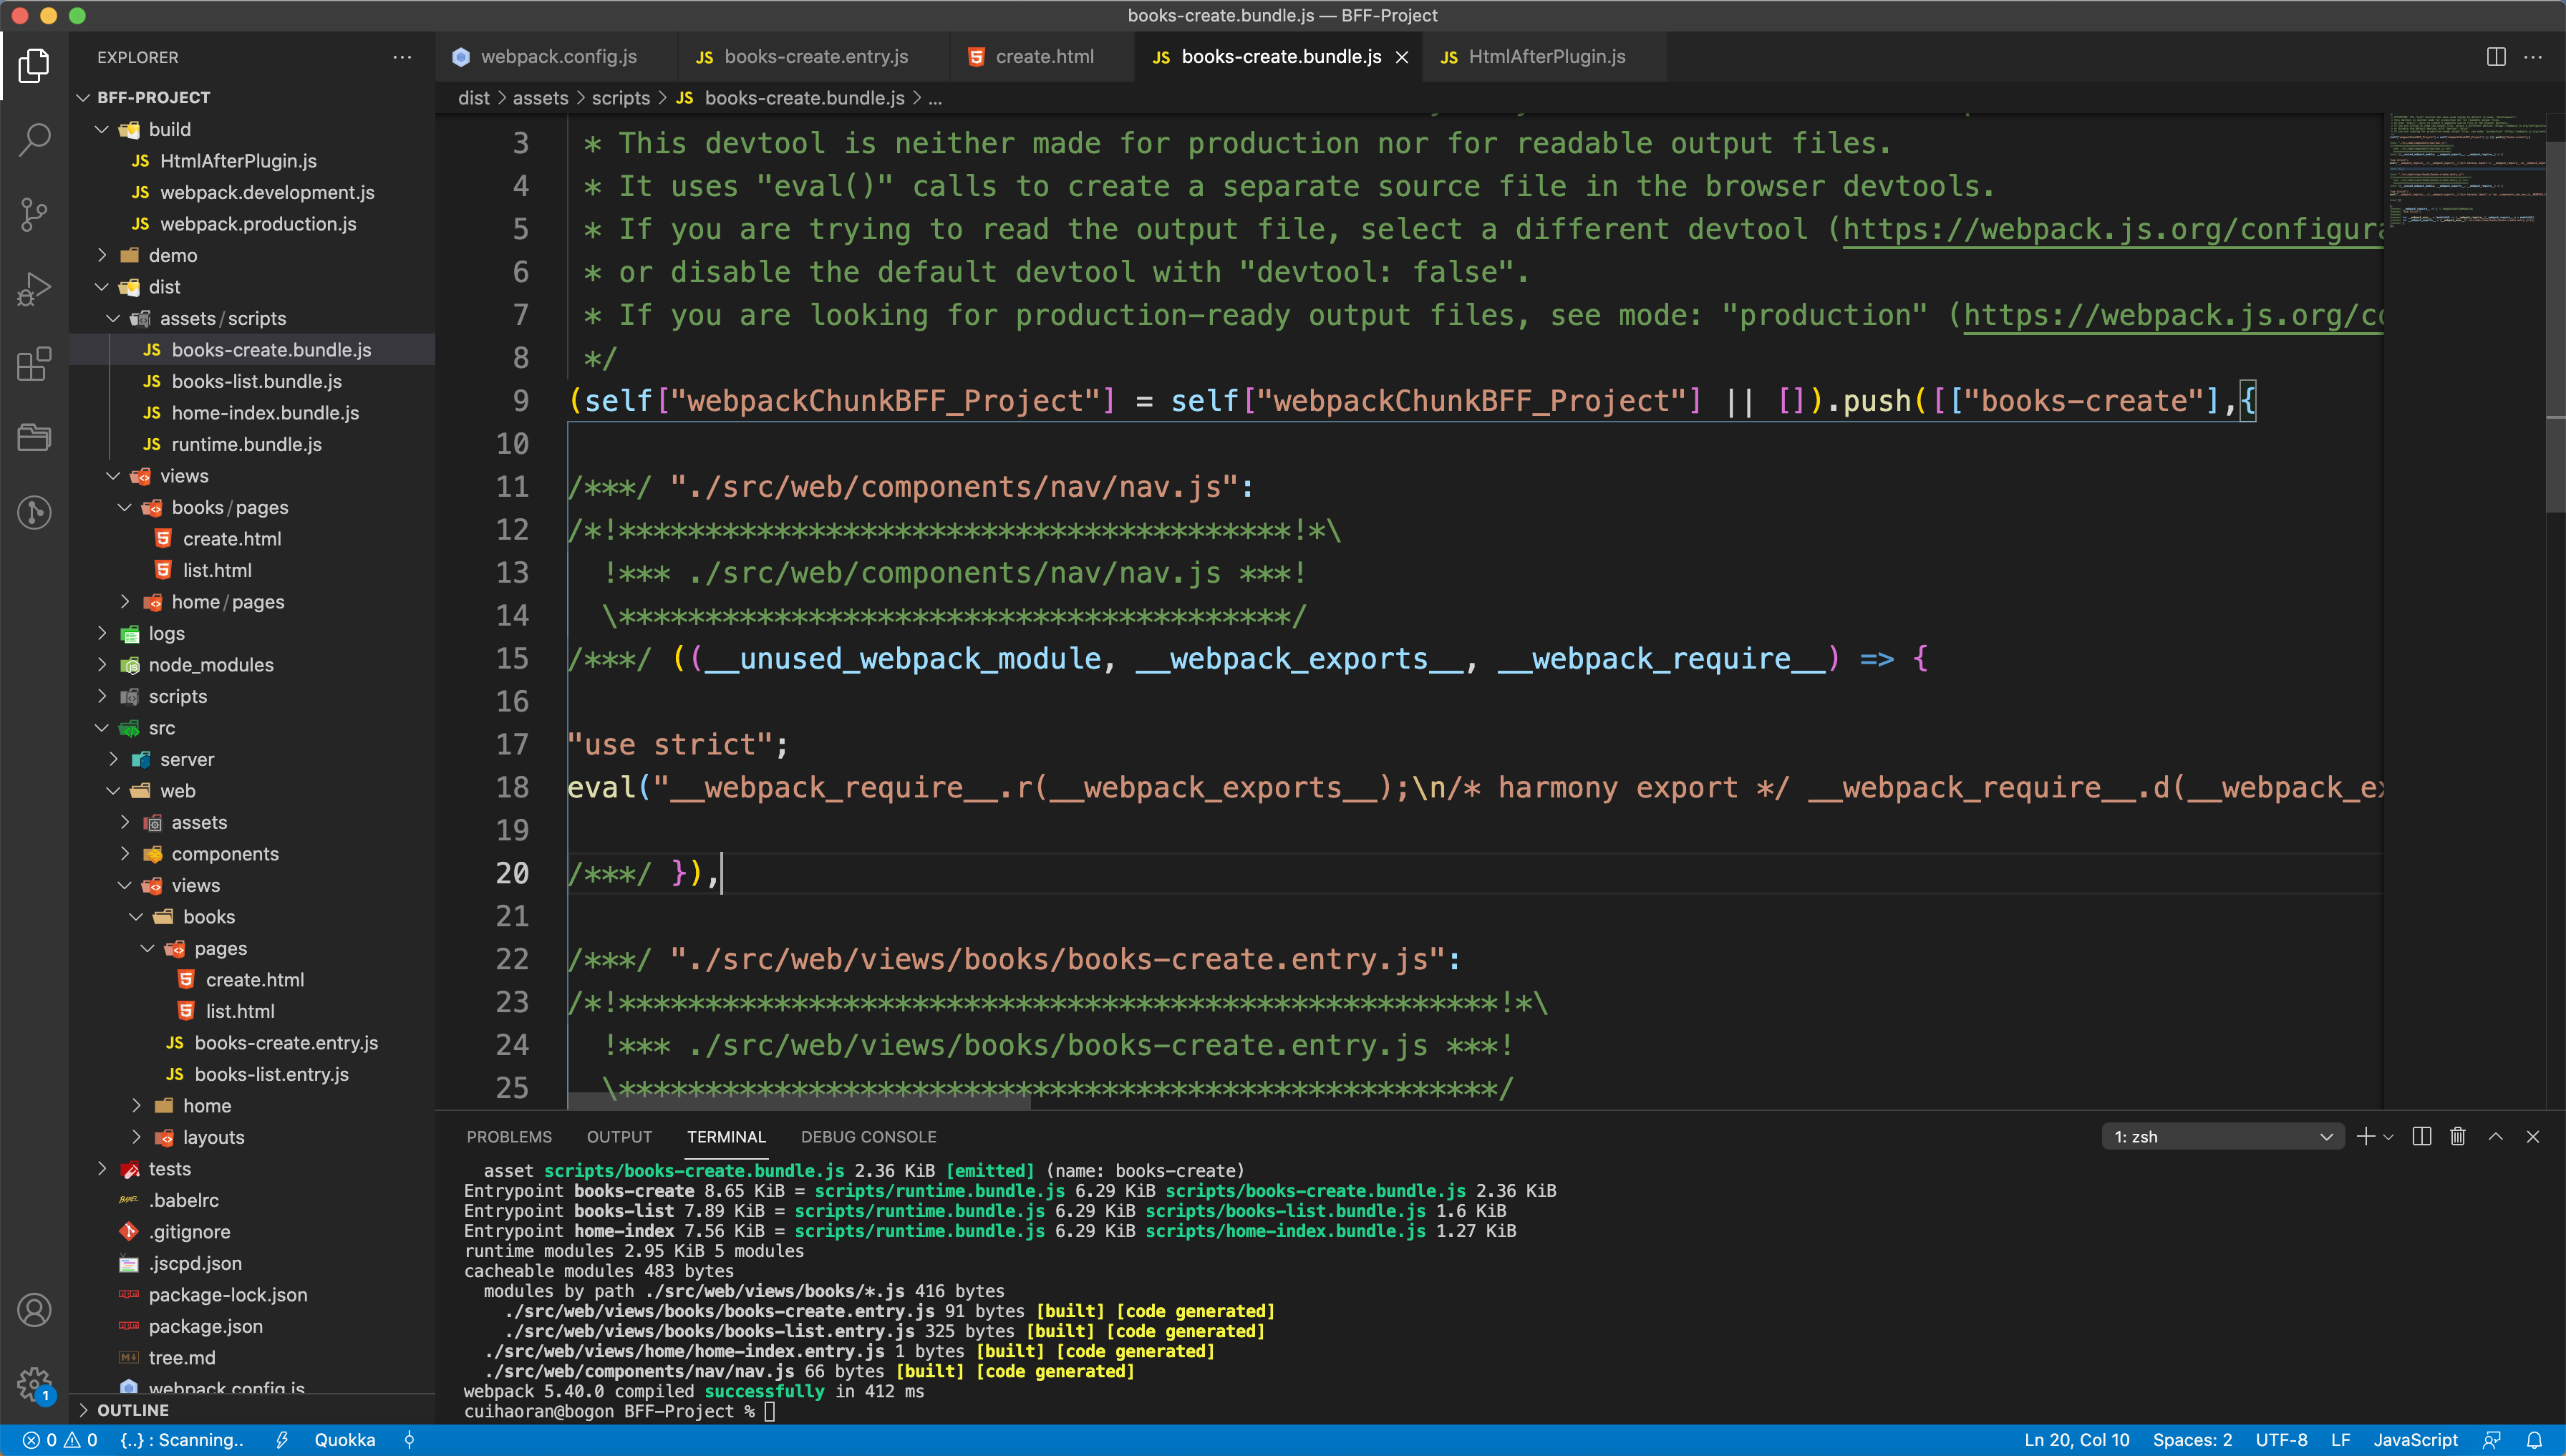 books-create.bundle.js — BFF-Project
EXPLORER
BFF-PROJECT
build
JS HtmlAfterPlugin.js
JS webpack.development.js
JS webpack.production.js
demo
dist
assets/scripts
JS books-create.bundle.js
JS books-list.bundle.js
JS home-index.bundle.js
JS runtime.bundle.js
views
books/pages
create.html
list.html
home/pages
logs
node_modules
scripts
src
server
web
assets
components
views
books
pages
create.html
list.html
JS books-create.entry.js
JS books-list.entry.js
home
layouts
tests
.babelrc
.gitignore
.jscpd.json
package-lock.json
package.json
tree.md
webpack.config.js
OUTLINE
1
webpack.config.js
JS books-create.entry.js
create.html
JS books-create.bundle.js
JS HtmlAfterPlugin.js
dist > assets > scripts > JS books-create.bundle.js > ...
3 * This devtool is neither made for production nor for readable output files.
4 * It uses "eval()" calls to create a separate source file in the browser devtools.
5 * If you are trying to read the output file, select a different devtool (https://webpack.js.org/configura
6 * or disable the default devtool with "devtool: false".
7 * If you are looking for production-ready output files, see mode: "production" (https://webpack.js.org/co
8 */
9 (self["webpackChunkBFF_Project"] = self["webpackChunkBFF_Project"] || []).push([["books-create"],{
10
11 /***/ "./src/web/components/nav/nav.js":
12 /*!***************************************!*\
13 !*** ./src/web/components/nav/nav.js ***!
14 \***************************************/
15 /***/ ((__unused_webpack_module, __webpack_exports__, __webpack_require__) => {
16
17 "use strict";
18 eval("__webpack_require__.r(__webpack_exports__);\n/* harmony export */ __webpack_require__.d(__webpack_ex
19
20 /***/ }),
21
22 /***/ "./src/web/views/books/books-create.entry.js":
23 /*!***************************************************!*\
24 !*** ./src/web/views/books/books-create.entry.js ***!
25 \***************************************************/
PROBLEMS OUTPUT TERMINAL DEBUG CONSOLE
1: zsh
asset scripts/books-create.bundle.js 2.36 KiB [emitted] (name: books-create)
Entrypoint books-create 8.65 KiB = scripts/runtime.bundle.js 6.29 KiB scripts/books-create.bundle.js 2.36 KiB
Entrypoint books-list 7.89 KiB = scripts/runtime.bundle.js 6.29 KiB scripts/books-list.bundle.js 1.6 KiB
Entrypoint home-index 7.56 KiB = scripts/runtime.bundle.js 6.29 KiB scripts/home-index.bundle.js 1.27 KiB
runtime modules 2.95 KiB 5 modules
cacheable modules 483 bytes
modules by path ./src/web/views/books/*.js 416 bytes
./src/web/views/books/books-create.entry.js 91 bytes [built] [code generated]
./src/web/views/books/books-list.entry.js 325 bytes [built] [code generated]
./src/web/views/home/home-index.entry.js 1 bytes [built] [code generated]
./src/web/components/nav/nav.js 66 bytes [built] [code generated]
webpack 5.40.0 compiled successfully in 412 ms
cuihaoran@bogon BFF-Project %
0 0 {..} : Scanning.. Quokka
Ln 20, Col 10 Spaces: 2 UTF-8 LF JavaScript